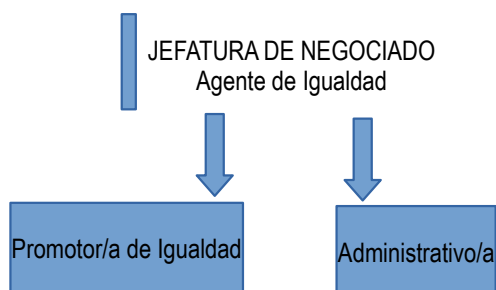 JEFATURA DE NEGOCIADO
Agente de Igualdad
Promotor/a de Igualdad
Administrativo/a